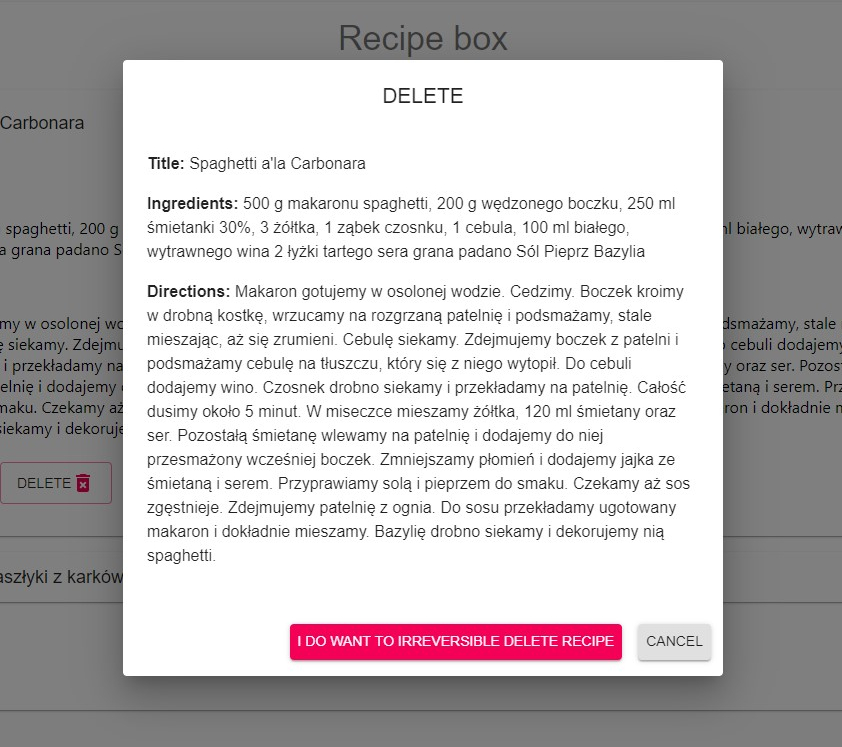 Recipe box
DELETE
Carbonara
Title: Spaghetti a'la Carbonara
Ingredients: 500 g makaronu spaghetti, 200 g wędzonego boczku, 250 ml
śmietanki 30%, 3 żółtka, 1 ząbek czosnku, 1 cebula, 100 ml białego,
wytrawnego wina 2 łyżki tartego sera grana padano Sól Pieprz Bazylia
spaghetti, 200 g
a grana padano S
białego, wytraw
Directions: Makaron gotujemy w osolonej wodzie. Cedzimy. Boczek kroimy
w drobną kostkę, wrzucamy na rozgrzaną patelnię i podsmażamy, stale
mieszając, aż się zrumieni. Cebulę siekamy. Zdejmujemy boczek z patelni i
podsmażamy cebulę na tłuszczu, który się z niego wytopił. Do cebuli
dodajemy wino. Czosnek drobno siekamy i przekładamy na patelnię. Całość
dusimy około 5 minut. W miseczce mieszamy żółtka, 120 ml śmietany oraz
ser. Pozostałą śmietanę wlewamy na patelnię i dodajemy do niej
przesmażony wcześniej boczek. Zmniejszamy płomień i dodajemy jajka ze
śmietaną i serem. Przyprawiamy solą i pieprzem do smaku. Czekamy aż sos
zgęstnieje. Zdejmujemy patelnię z ognia. Do sosu przekładamy ugotowany
makaron i dokładnie mieszamy. Bazylię drobno siekamy i dekorujemy nią
spaghetti.
my w osolonej wo
siekamy. Zdejmu
i przekładamy na
elnię i dodajemy
maku. Czekamy aż
siekamy i dekoruje
dsmażamy, stale
cebuli dodajemy
oraz ser. Pozos
etaną i serem. Prz
ron i dokładnie m
DELETE
aszłyki z karków
I DO WANT TO IRREVERSIBLE DELETE RECIPE
CANCEL